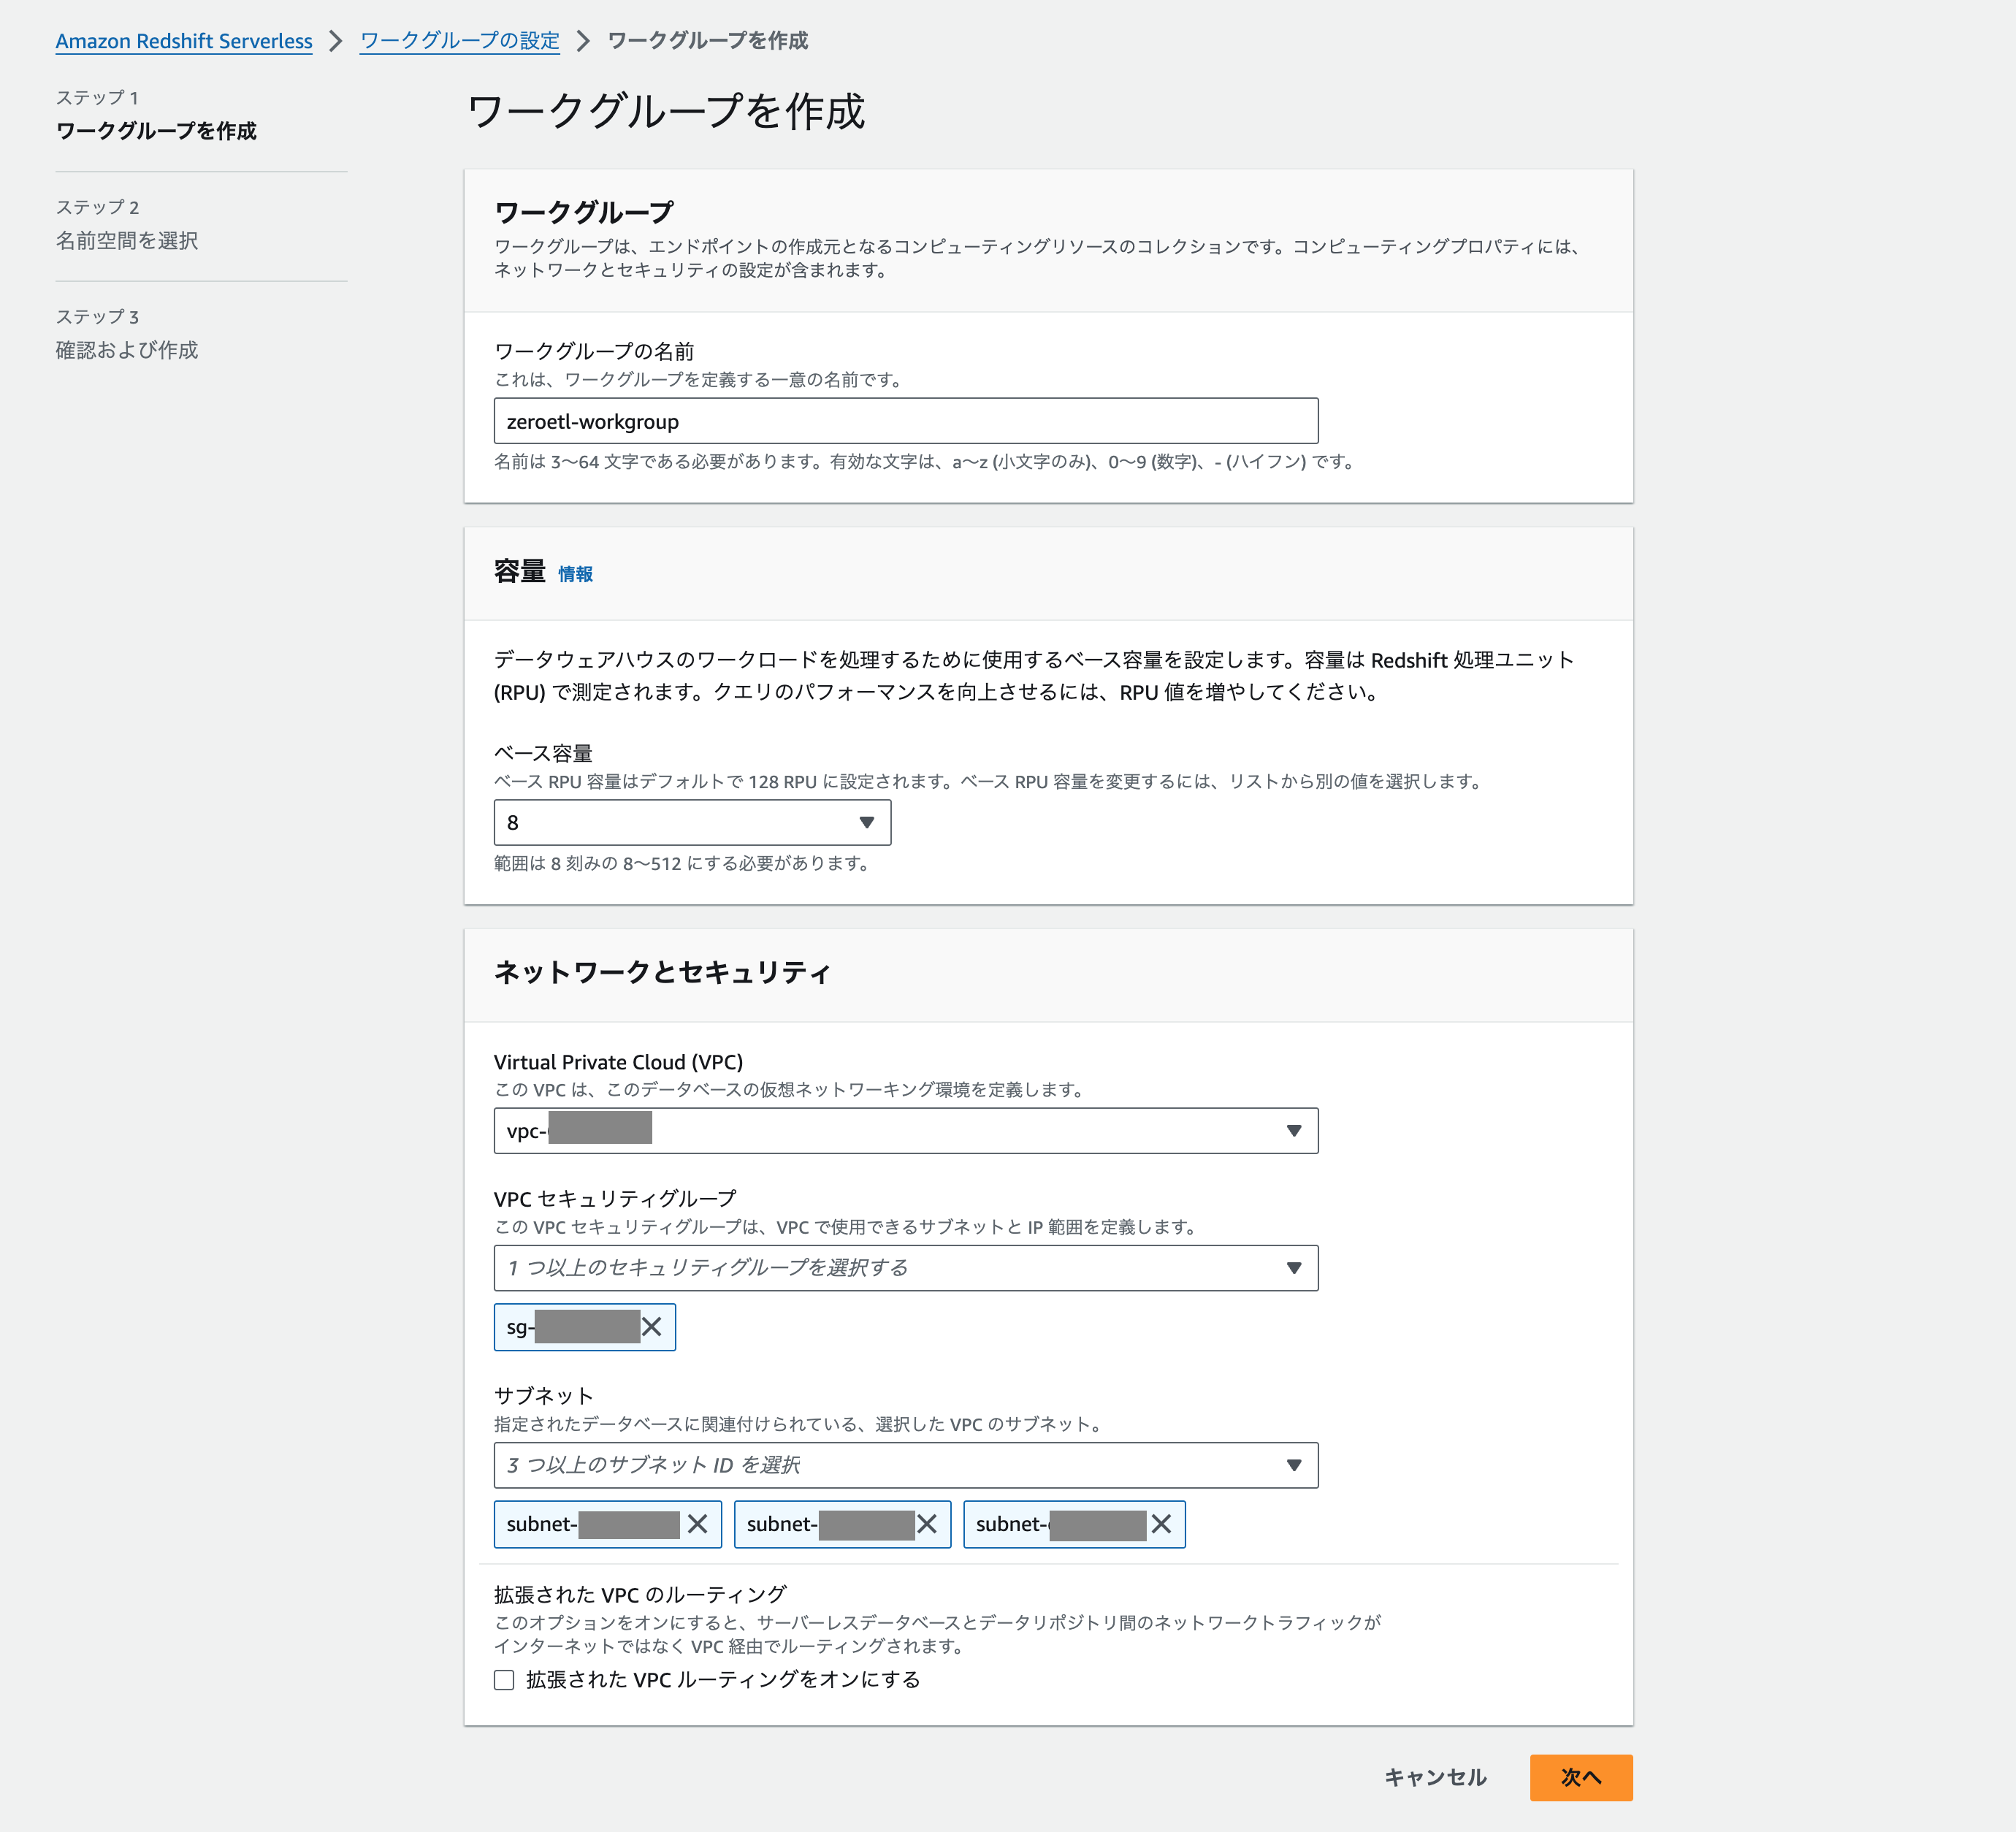 Amazon Redshift Serverless > ワークグループの設定 > ワークグループを作成
ステップ 1
ワークグループを作成
ステップ 2
名前空間を選択
ステップ 3
確認および作成
ワークグループを作成
ワークグループ
ワークグループは、エンドポイントの作成元となるコンピューティングリソースのコレクションです。コンピューティングプロパティには、
ネットワークとセキュリティの設定が含まれます。
ワークグループの名前
これは、ワークグループを定義する一意の名前です。
zeroetl-workgroup
名前は 3〜64 文字である必要があります。有効な文字は、a〜z (小文字のみ)、0〜9 (数字)、- (ハイフン) です。
容量 情報
データウェアハウスのワークロードを処理するために使用するベース容量を設定します。容量は Redshift 処理ユニット
(RPU) で測定されます。クエリのパフォーマンスを向上させるには、RPU 値を増やしてください。
ベース容量
ベース RPU 容量はデフォルトで 128 RPU に設定されます。ベース RPU 容量を変更するには、リストから別の値を選択します。
8
範囲は 8 刻みの 8〜512 にする必要があります。
ネットワークとセキュリティ
Virtual Private Cloud (VPC)
この VPC は、このデータベースの仮想ネットワーキング環境を定義します。
vpc-
VPC セキュリティグループ
この VPC セキュリティグループは、VPC で使用できるサブネットと IP 範囲を定義します。
1 つ以上のセキュリティグループを選択する
sg-
サブネット
指定されたデータベースに関連付けられている、選択した VPC のサブネット。
3 つ以上のサブネット ID を選択
subnet- subnet- subnet-
拡張された VPC のルーティング
このオプションをオンにすると、サーバーレスデータベースとデータリポジトリ間のネットワークトラフィックが
インターネットではなく VPC 経由でルーティングされます。
拡張された VPC ルーティングをオンにする
キャンセル 次へ